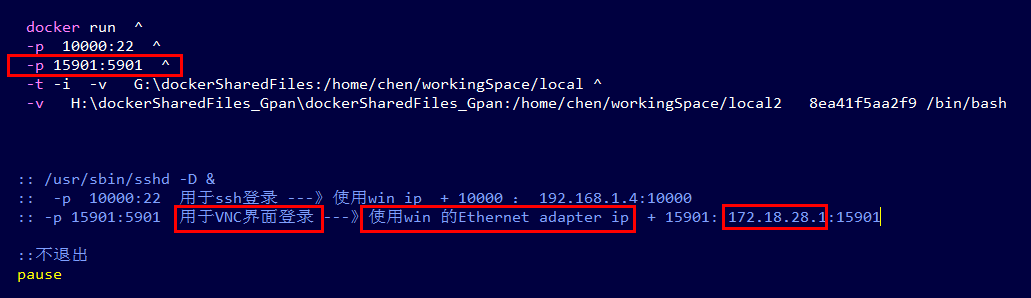 docker run ^
-p 10000:22 ^
-p 15901:5901 ^
-t -i -v G:\dockerSharedFiles:/home/chen/workingSpace/local ^
-v H:\dockerSharedFiles_Gpan\dockerSharedFiles_Gpan:/home/chen/workingSpace/local2 8ea41f5aa2f9 /bin/bash
:: /usr/sbin/sshd -D &
:: -p 10000:22 用于ssh登录 ---》使用win ip + 10000 : 192.168.1.4:10000
:: -p 15901:5901 用于VNC界面登录 ---》使用win 的Ethernet adapter ip + 15901: 172.18.28.1:15901
::不退出
pause